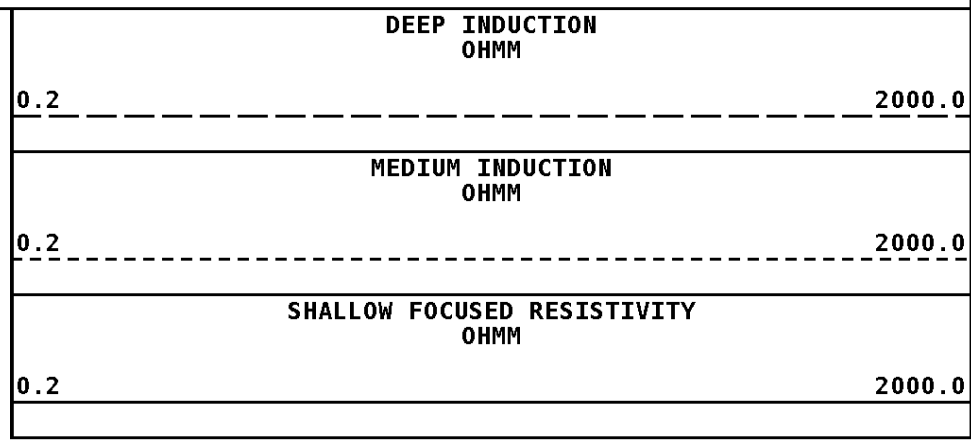 DEEP INDUCTION
OHMM
0.2 2000.0
MEDIUM INDUCTION
OHMM
0.2 2000.0
SHALLOW FOCUSED RESISTIVITY
OHMM
0.2 2000.0